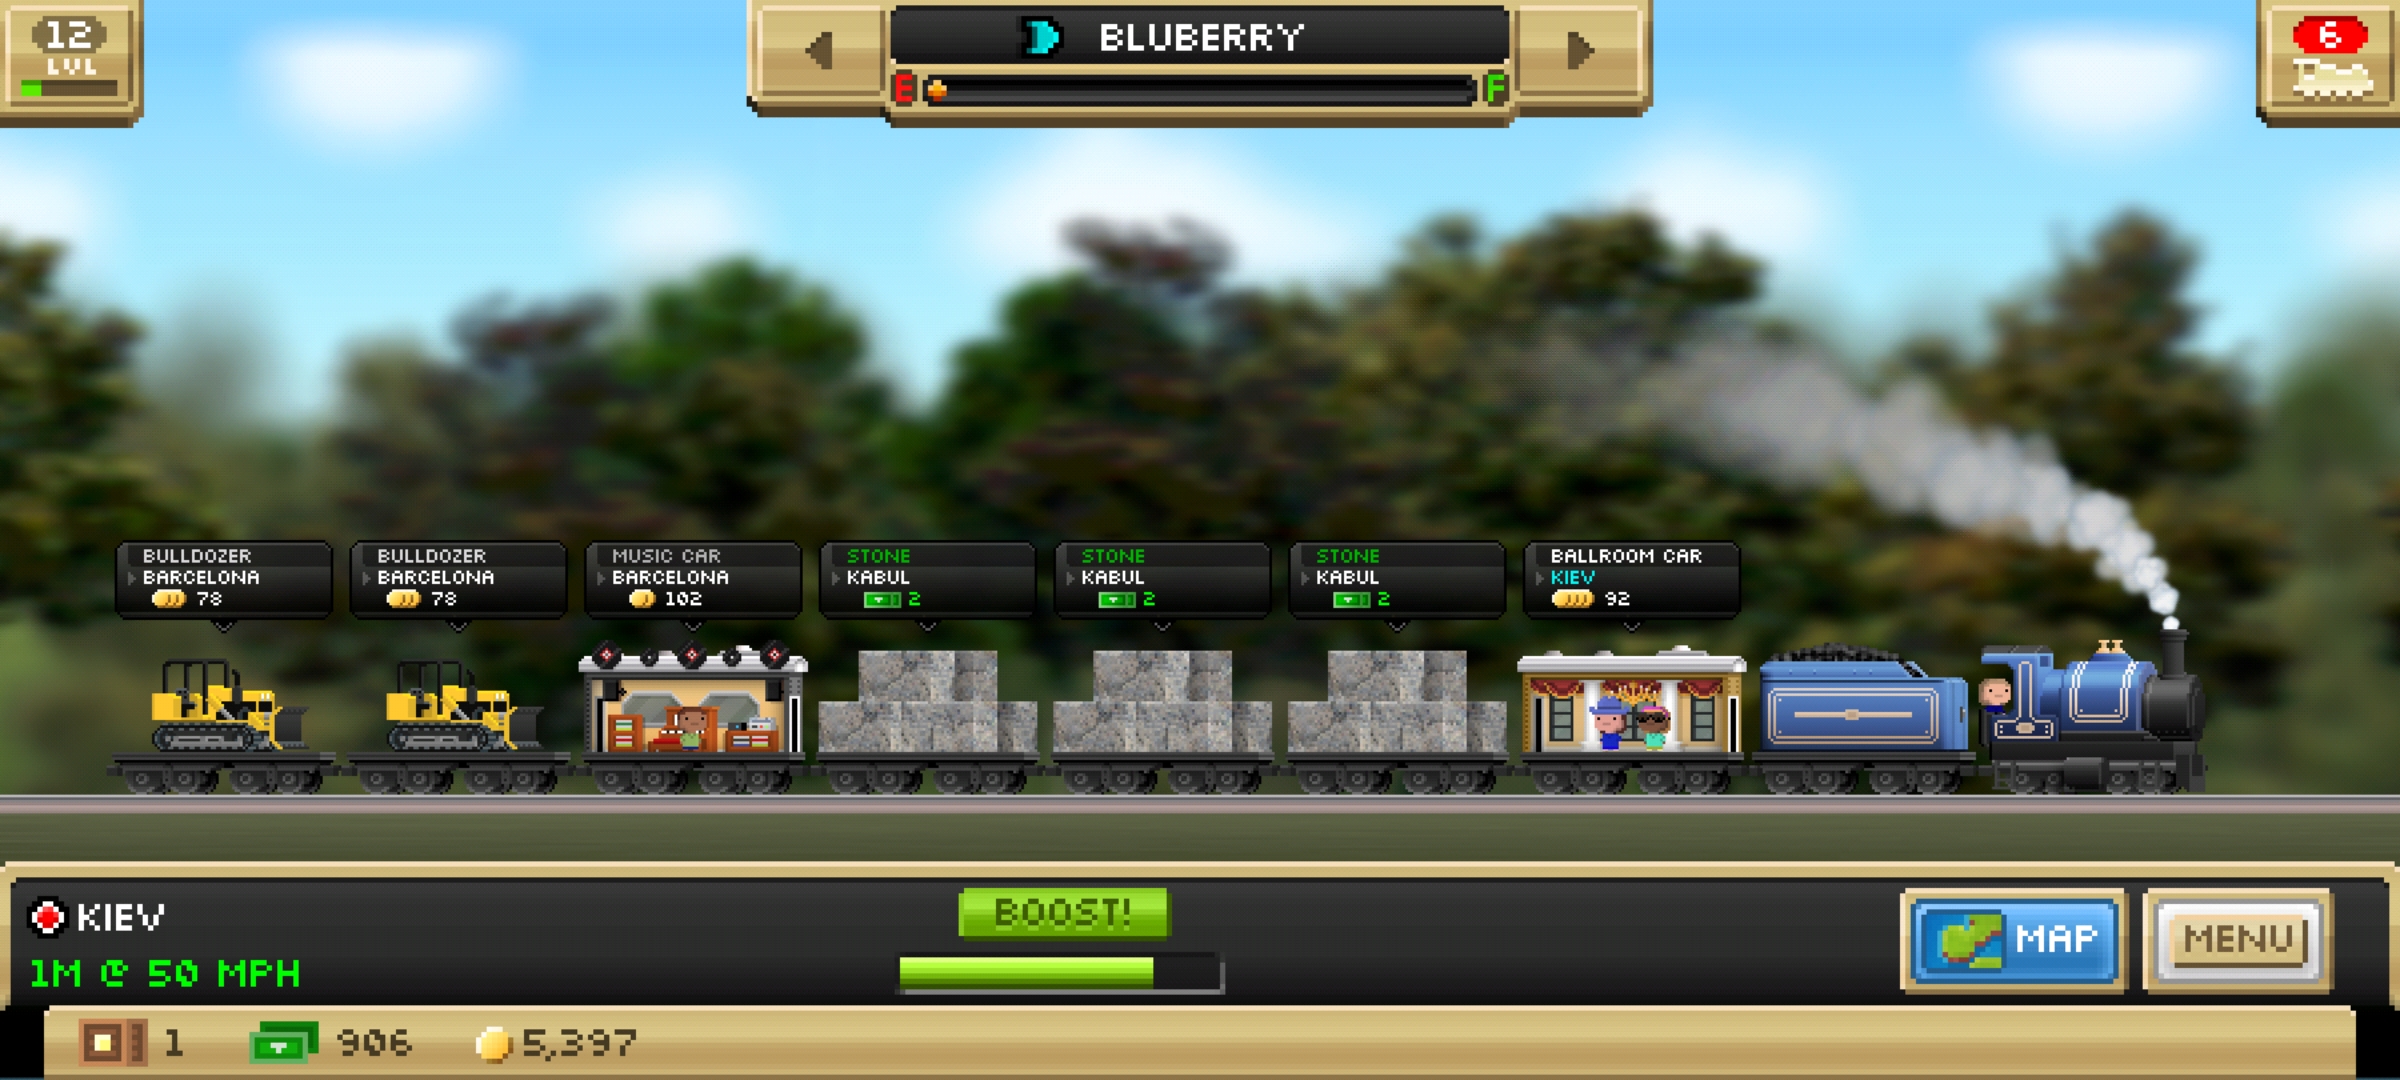 12
LVL
BLUBERRY
E
F
6
BULLDOZER
BARCELONA
78
BULLDOZER
BARCELONA
78
MUSIC CAR
BARCELONA
102
STONE
KABUL
2
STONE
KABUL
2
STONE
KABUL
2
BALLROOM CAR
KIEV
92
KIEV
1M @ 50 MPH
BOOST!
MAP
MENU
1
906
5,397